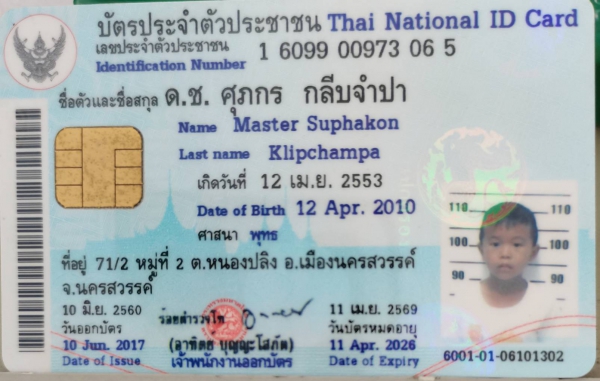 บัตรประจำตัวประชาชน Thai National ID Card
เลขประจำตัวประชาชน 1 6099 00973 06 5
Identification Number
ชื่อตัวและชื่อสกุล ด.ช. ศุภกร กลีบจำปา
Name Master Suphakon
Last name Klipchampa
เกิดวันที่ 12 เม.ย. 2553
Date of Birth 12 Apr. 2010
ศาสนา พุทธ
ที่อยู่ 71/2 หมู่ที่ 2 ต.หนองปลิง อ.เมืองนครสวรรค์
จ.นครสวรรค์
10 มิ.ย. 2560
วันออกบัตร
10 Jun. 2017
Date of Issue
ร้อยตำรวจโท
(อาทิตย์ บุญญะโสภัต)
เจ้าพนักงานออกบัตร
11 เม.ย. 2569
วันบัตรหมดอายุ
11 Apr. 2026
Date of Expiry
110 110
100 100
90 90
6001-01-06101302